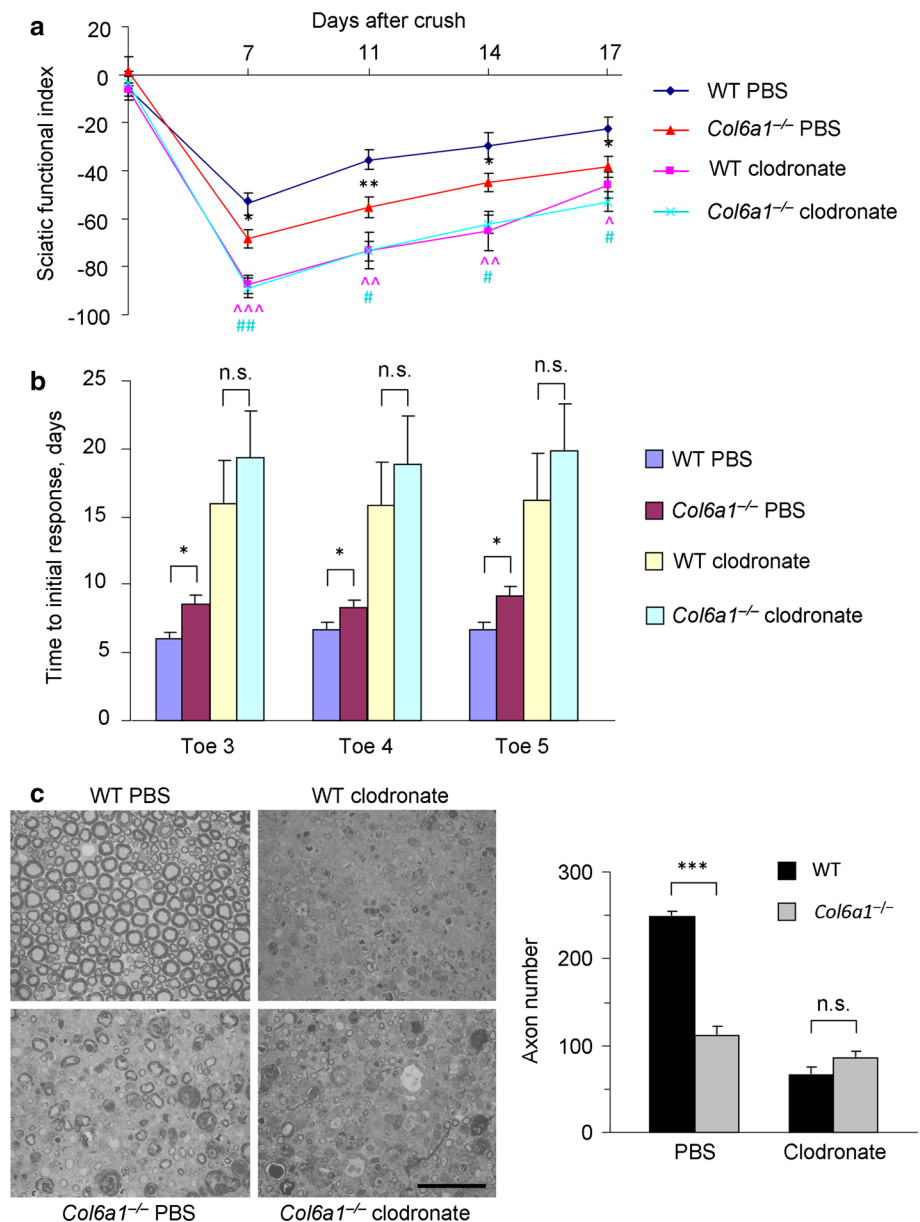 a
Days after crush
20
0
-20
-40
-60
-80
-100
7 11 14 17
Sciatic functional index
*
**
*
*
^^^
##
^^
#
^^
#
^
#
WT PBS
Col6a1–/– PBS
WT clodronate
Col6a1–/– clodronate
b
Time to initial response, days
25
20
15
10
5
0
n.s. n.s. n.s.
* * *
Toe 3 Toe 4 Toe 5
WT PBS
Col6a1–/– PBS
WT clodronate
Col6a1–/– clodronate
c
WT PBS WT clodronate
Col6a1–/– PBS Col6a1–/– clodronate
Axon number
300
200
100
0
***
n.s.
PBS Clodronate
WT
Col6a1–/–